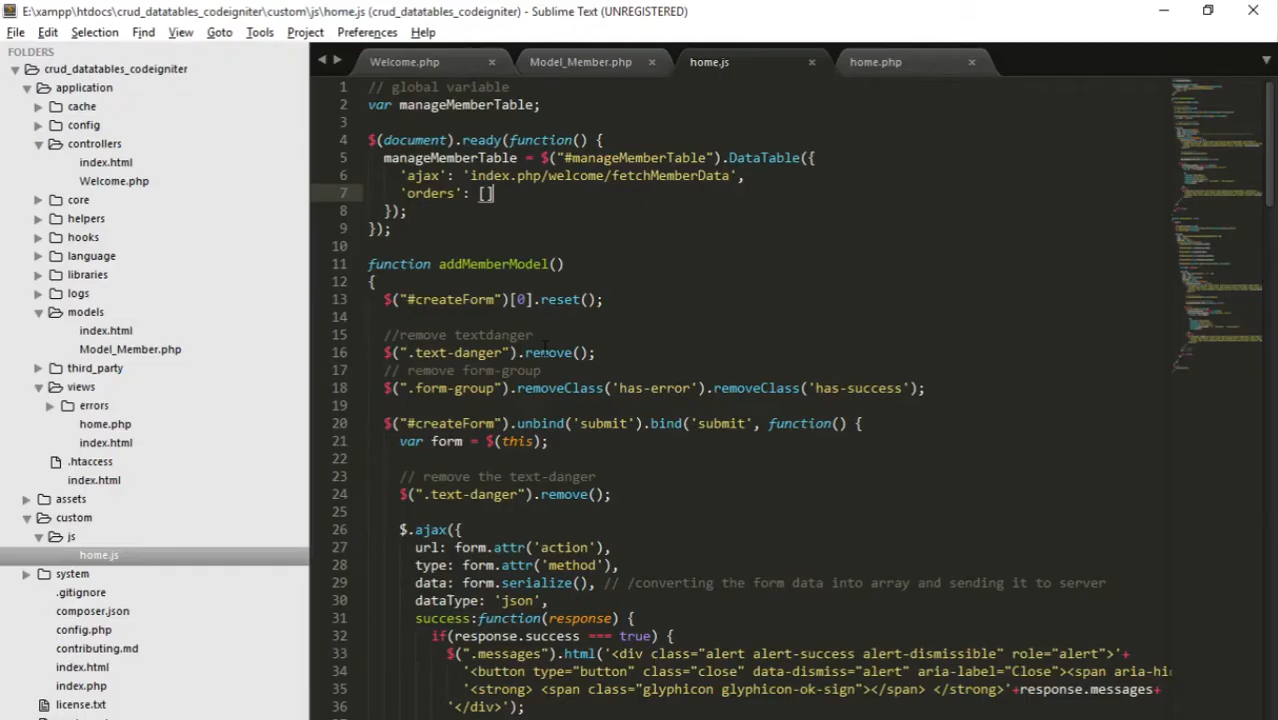 E:\xampp\htdocs\crud_datatables_codeigniter\custom\js\home.js (crud_datatables_codeigniter) - Sublime Text (UNREGISTERED)
File Edit Selection Find View Goto Tools Project Preferences Help
FOLDERS
crud_datatables_codeigniter
application
cache
config
controllers
index.html
Welcome.php
core
helpers
hooks
language
libraries
logs
models
index.html
Model_Member.php
third_party
views
errors
home.php
index.html
.htaccess
index.html
assets
custom
js
home.js
system
.gitignore
composer.json
config.php
contributing.md
index.html
index.php
license.txt
Welcome.php Model_Member.php home.js home.php
1 // global variable
2 var manageMemberTable;
3
4 $(document).ready(function() {
5 manageMemberTable = $("#manageMemberTable").DataTable({
6 'ajax': 'index.php/welcome/fetchMemberData',
7 'orders': []
8 });
9 });
10
11 function addMemberModel()
12 {
13 $("#createForm")[0].reset();
14
15 //remove textdanger
16 $(".text-danger").remove();
17 // remove form-group
18 $(".form-group").removeClass('has-error').removeClass('has-success');
19
20 $("#createForm").unbind('submit').bind('submit', function() {
21 var form = $(this);
22
23 // remove the text-danger
24 $(".text-danger").remove();
25
26 $.ajax({
27 url: form.attr('action'),
28 type: form.attr('method'),
29 data: form.serialize(), // /converting the form data into array and sending it to server
30 dataType: 'json',
31 success:function(response) {
32 if(response.success === true) {
33 $(".messages").html('<div class="alert alert-success alert-dismissible" role="alert">'+
34 '<button type="button" class="close" data-dismiss="alert" aria-label="Close"><span aria-hi
35 '<strong> <span class="glyphicon glyphicon-ok-sign"></span> </strong>'+response.messages+
36 '</div>');